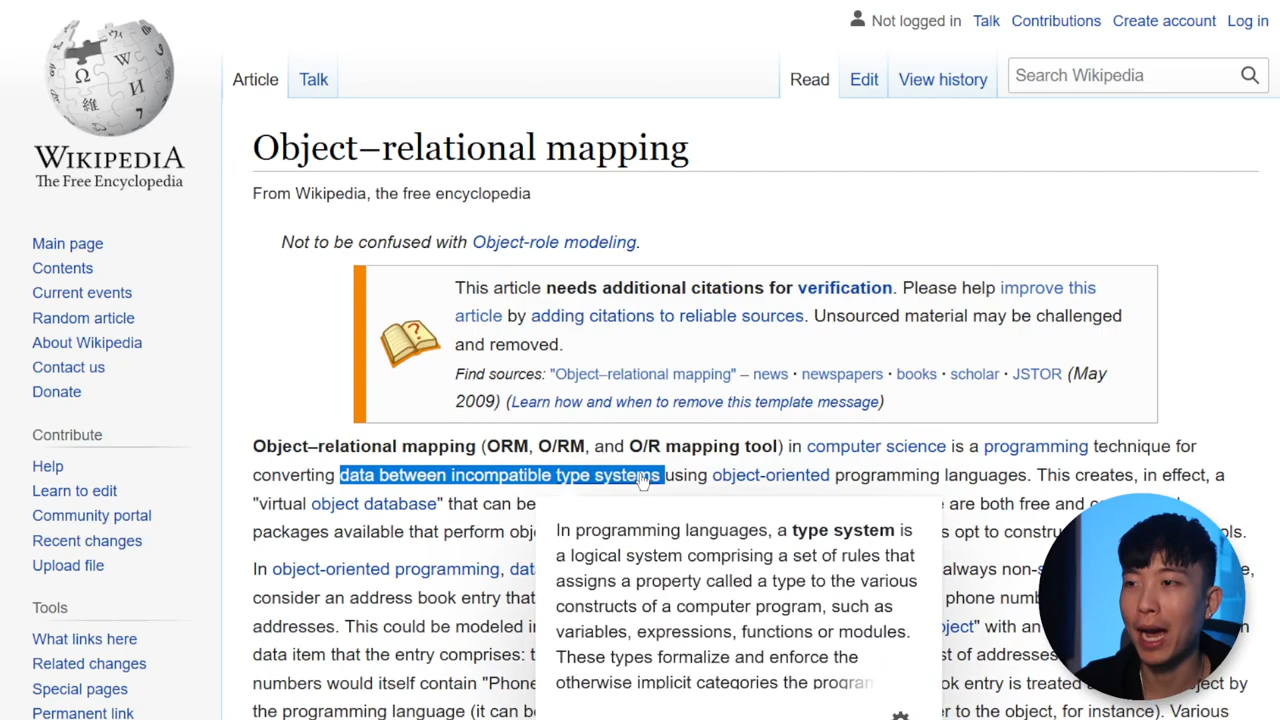 Not logged in Talk Contributions Create account Log in
Article Talk Read Edit View history Search Wikipedia
WIKIPEDIA
The Free Encyclopedia
Main page
Contents
Current events
Random article
About Wikipedia
Contact us
Donate
Contribute
Help
Learn to edit
Community portal
Recent changes
Upload file
Tools
What links here
Related changes
Special pages
Permanent link
Object–relational mapping
From Wikipedia, the free encyclopedia
Not to be confused with Object-role modeling.
This article needs additional citations for verification. Please help improve this
article by adding citations to reliable sources. Unsourced material may be challenged
and removed.
Find sources: "Object–relational mapping" – news · newspapers · books · scholar · JSTOR (May
2009) (Learn how and when to remove this template message)
Object–relational mapping (ORM, O/RM, and O/R mapping tool) in computer science is a programming technique for
converting data between incompatible type systems using object-oriented programming languages. This creates, in effect, a
"virtual object database" that can be are both free and
packages available that perform opt to
In object-oriented programming, always
consider an address book entry that phone
addresses. This could be modeled with an
data item that the entry comprises: of addresses
numbers would itself contain entry is treated by
the programming language (it can be to the object, for instance). Various
In programming languages, a type system is
a logical system comprising a set of rules that
assigns a property called a type to the various
constructs of a computer program, such as
variables, expressions, functions or modules.
These types formalize and enforce the
otherwise implicit categories the